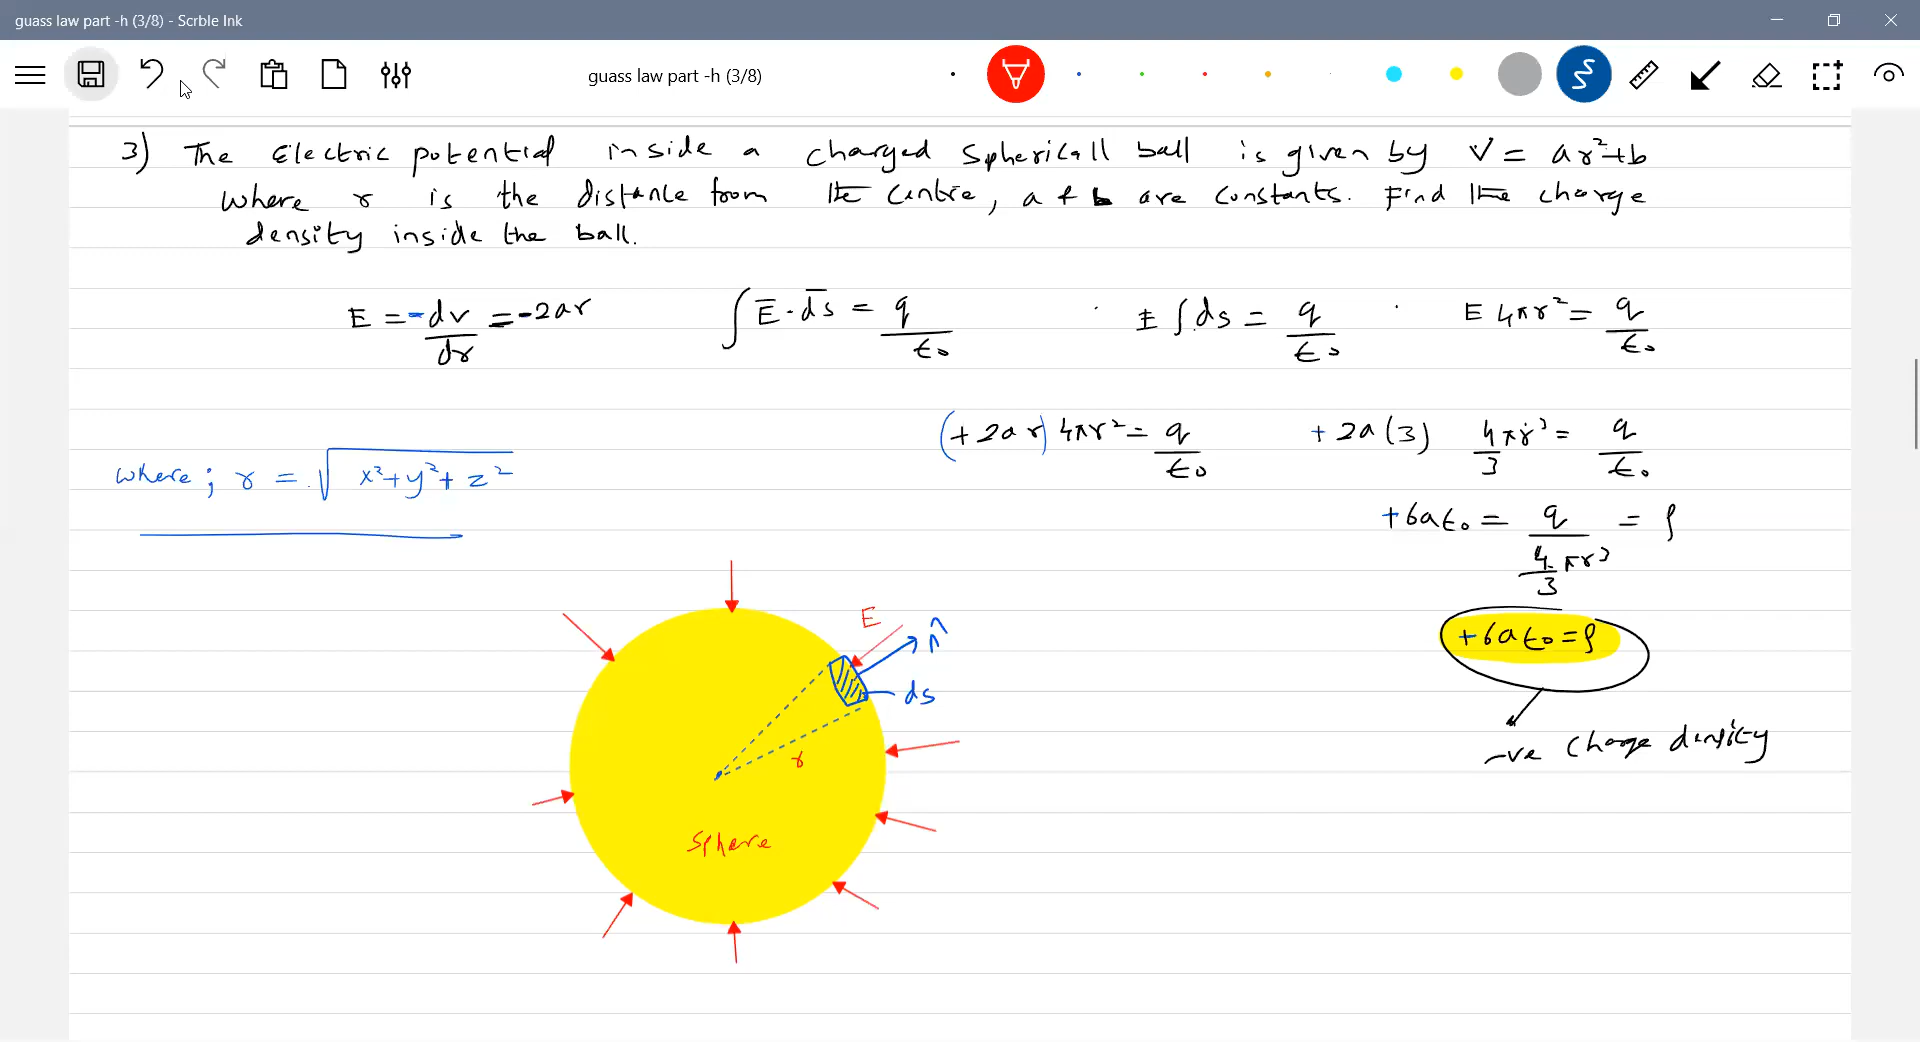 guass law part -h (3/8) - Scrble Ink
guass law part -h (3/8)
3) The Electric potential inside a charged sphericall ball is given by V = ar²+b
where r is the distance from the centre, a & b are constants. Find the charge
density inside the ball.
E = -dv/dr = -2ar
∫ E̅ · d̅s̅ = q/ε₀
E ∫ ds = q/ε₀
E 4πr² = q/ε₀
(+2ar) 4πr² = q/ε₀
+2a(3) 4/3 πr³ = q/ε₀
where ; r = √x²+y²+z²
+6aε₀ = q/(4/3 πr³) = ρ
E
n̂
+6aε₀ = ρ
ds
r
-ve charge density
sphere